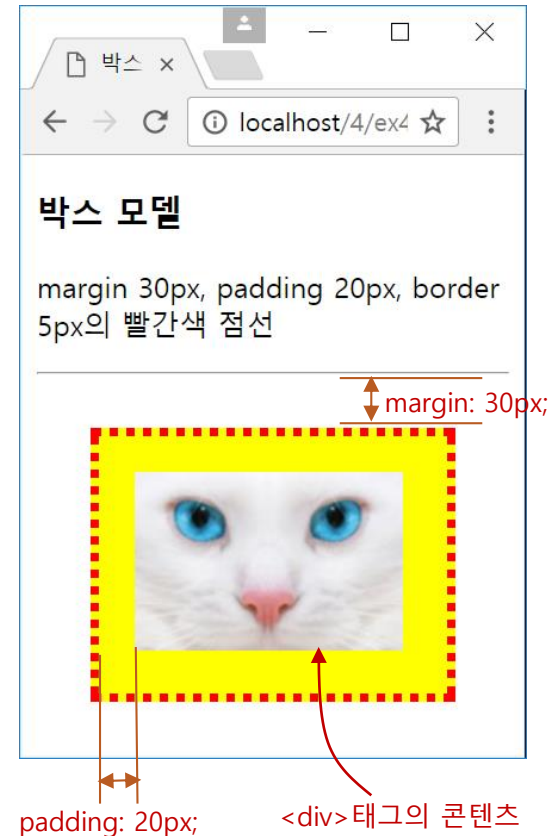 박스
localhost/4/ex4
박스 모델
margin 30px, padding 20px, border
5px의 빨간색 점선
margin: 30px;
padding: 20px;
<div>태그의 콘텐츠